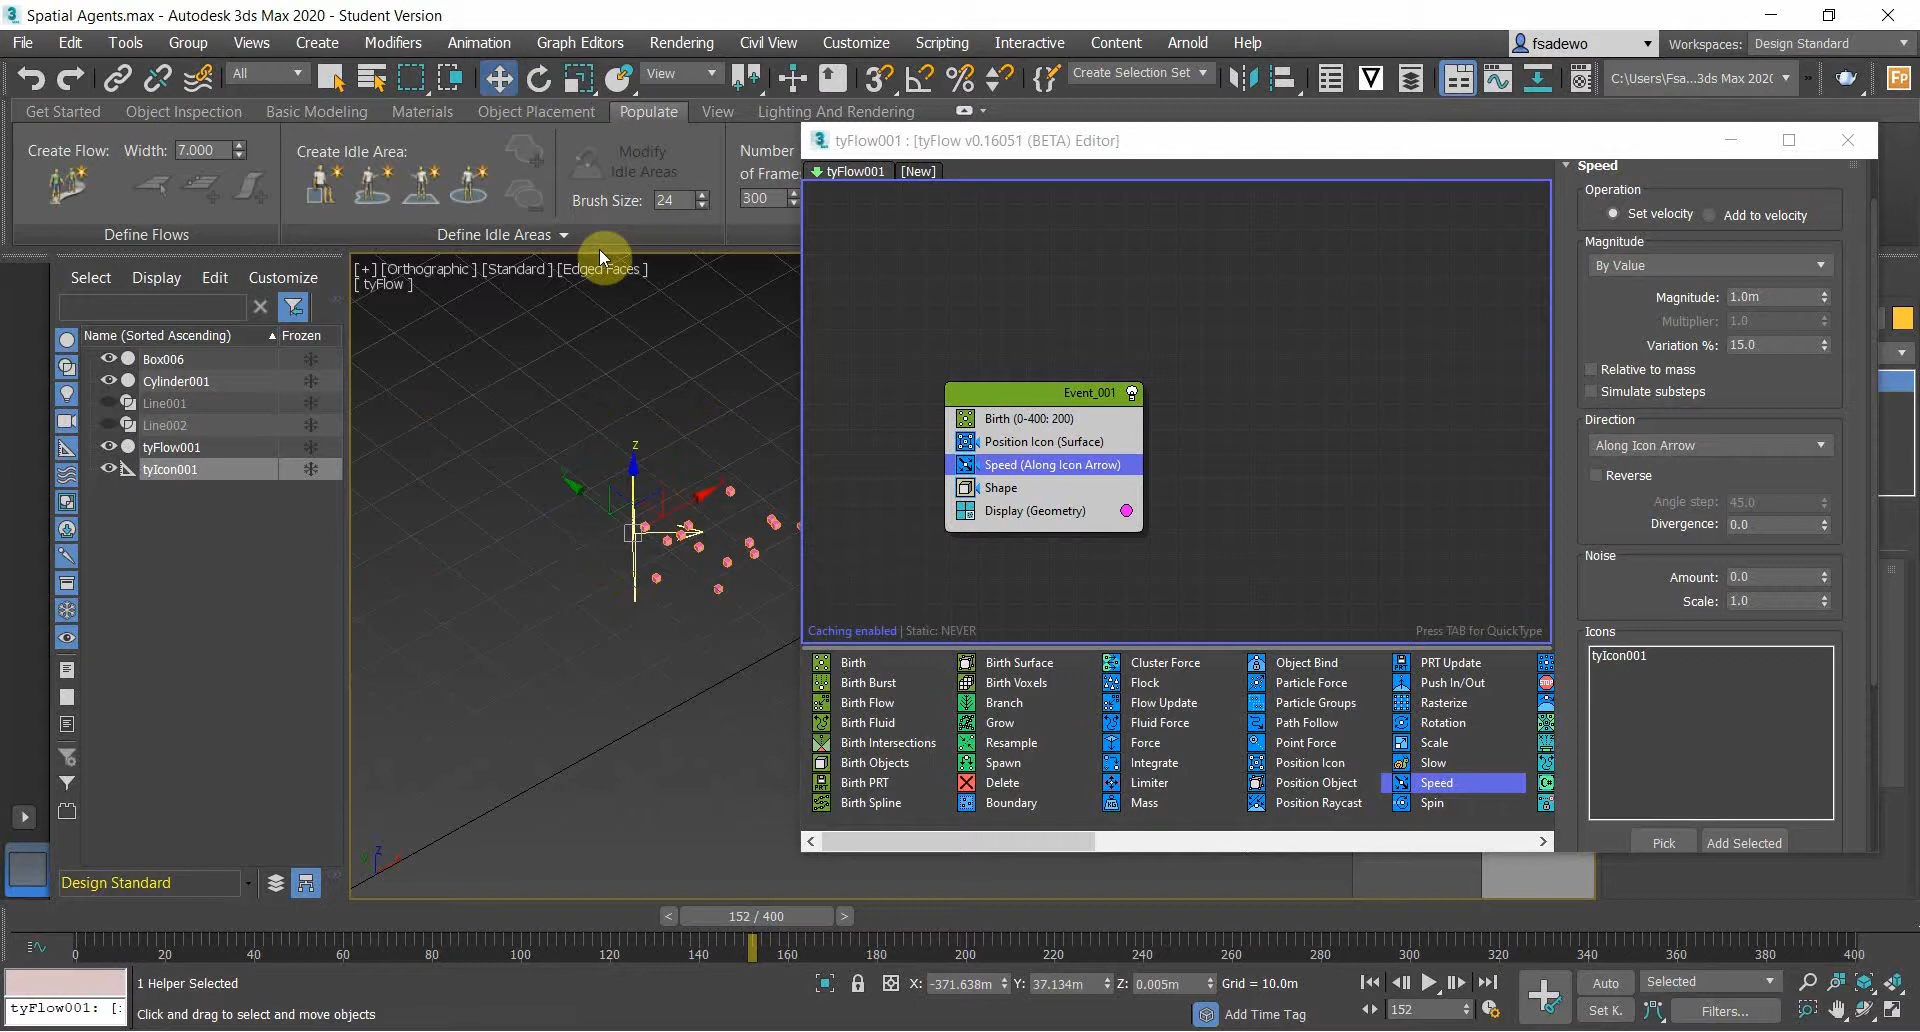 Spatial Agents.max - Autodesk 3ds Max 2020 - Student Version
File Edit Tools Group Views Create Modifiers Animation Graph Editors Rendering Civil View Customize Scripting Interactive Content Arnold Help
fsadewo
Workspaces: Design Standard
All
View
Create Selection Set
C:\Users\Fsa...3ds Max 202(
Get Started Object Inspection Basic Modeling Materials Object Placement Populate View Lighting And Rendering
Create Flow: Width: 7.000
Define Flows
Create Idle Area:
Modify
Idle Areas
Brush Size: 24
Define Idle Areas
Number
of Frame
300
tyFlow001 : [tyFlow v0.16051 (BETA) Editor]
tyFlow001 [New]
Event_001
Birth (0-400: 200)
Position Icon (Surface)
Speed (Along Icon Arrow)
Shape
Display (Geometry)
Caching enabled | Static: NEVER
Press TAB for QuickType
Birth Birth Surface Cluster Force Object Bind PRT Update
Birth Burst Birth Voxels Flock Particle Force Push In/Out
Birth Flow Branch Flow Update Particle Groups Rasterize
Birth Fluid Grow Fluid Force Path Follow Rotation
Birth Intersections Resample Force Point Force Scale
Birth Objects Spawn Integrate Position Icon Slow
Birth PRT Delete Limiter Position Object Speed
Birth Spline Boundary Mass Position Raycast Spin
Speed
Operation
Set velocity Add to velocity
Magnitude
By Value
Magnitude: 1.0m
Multiplier: 1.0
Variation %: 15.0
Relative to mass
Simulate substeps
Direction
Along Icon Arrow
Reverse
Angle step: 45.0
Divergence: 0.0
Noise
Amount: 0.0
Scale: 1.0
Icons
tyIcon001
Pick Add Selected
Select Display Edit Customize
Name (Sorted Ascending) Frozen
Box006
Cylinder001
Line001
Line002
tyFlow001
tyIcon001
[+] [Orthographic ] [Standard ] [Edged Faces ]
[ tyFlow ]
z
z
Design Standard
152 / 400
0 20 40 60 80 100 120 140 160 180 200 220 240 260 280 300 320 340 360 380 400
1 Helper Selected
X: -371.638m Y: 37.134m Z: 0.005m Grid = 10.0m
Auto Selected
tyFlow001: [:
Click and drag to select and move objects
Add Time Tag
152
Set K. Filters...